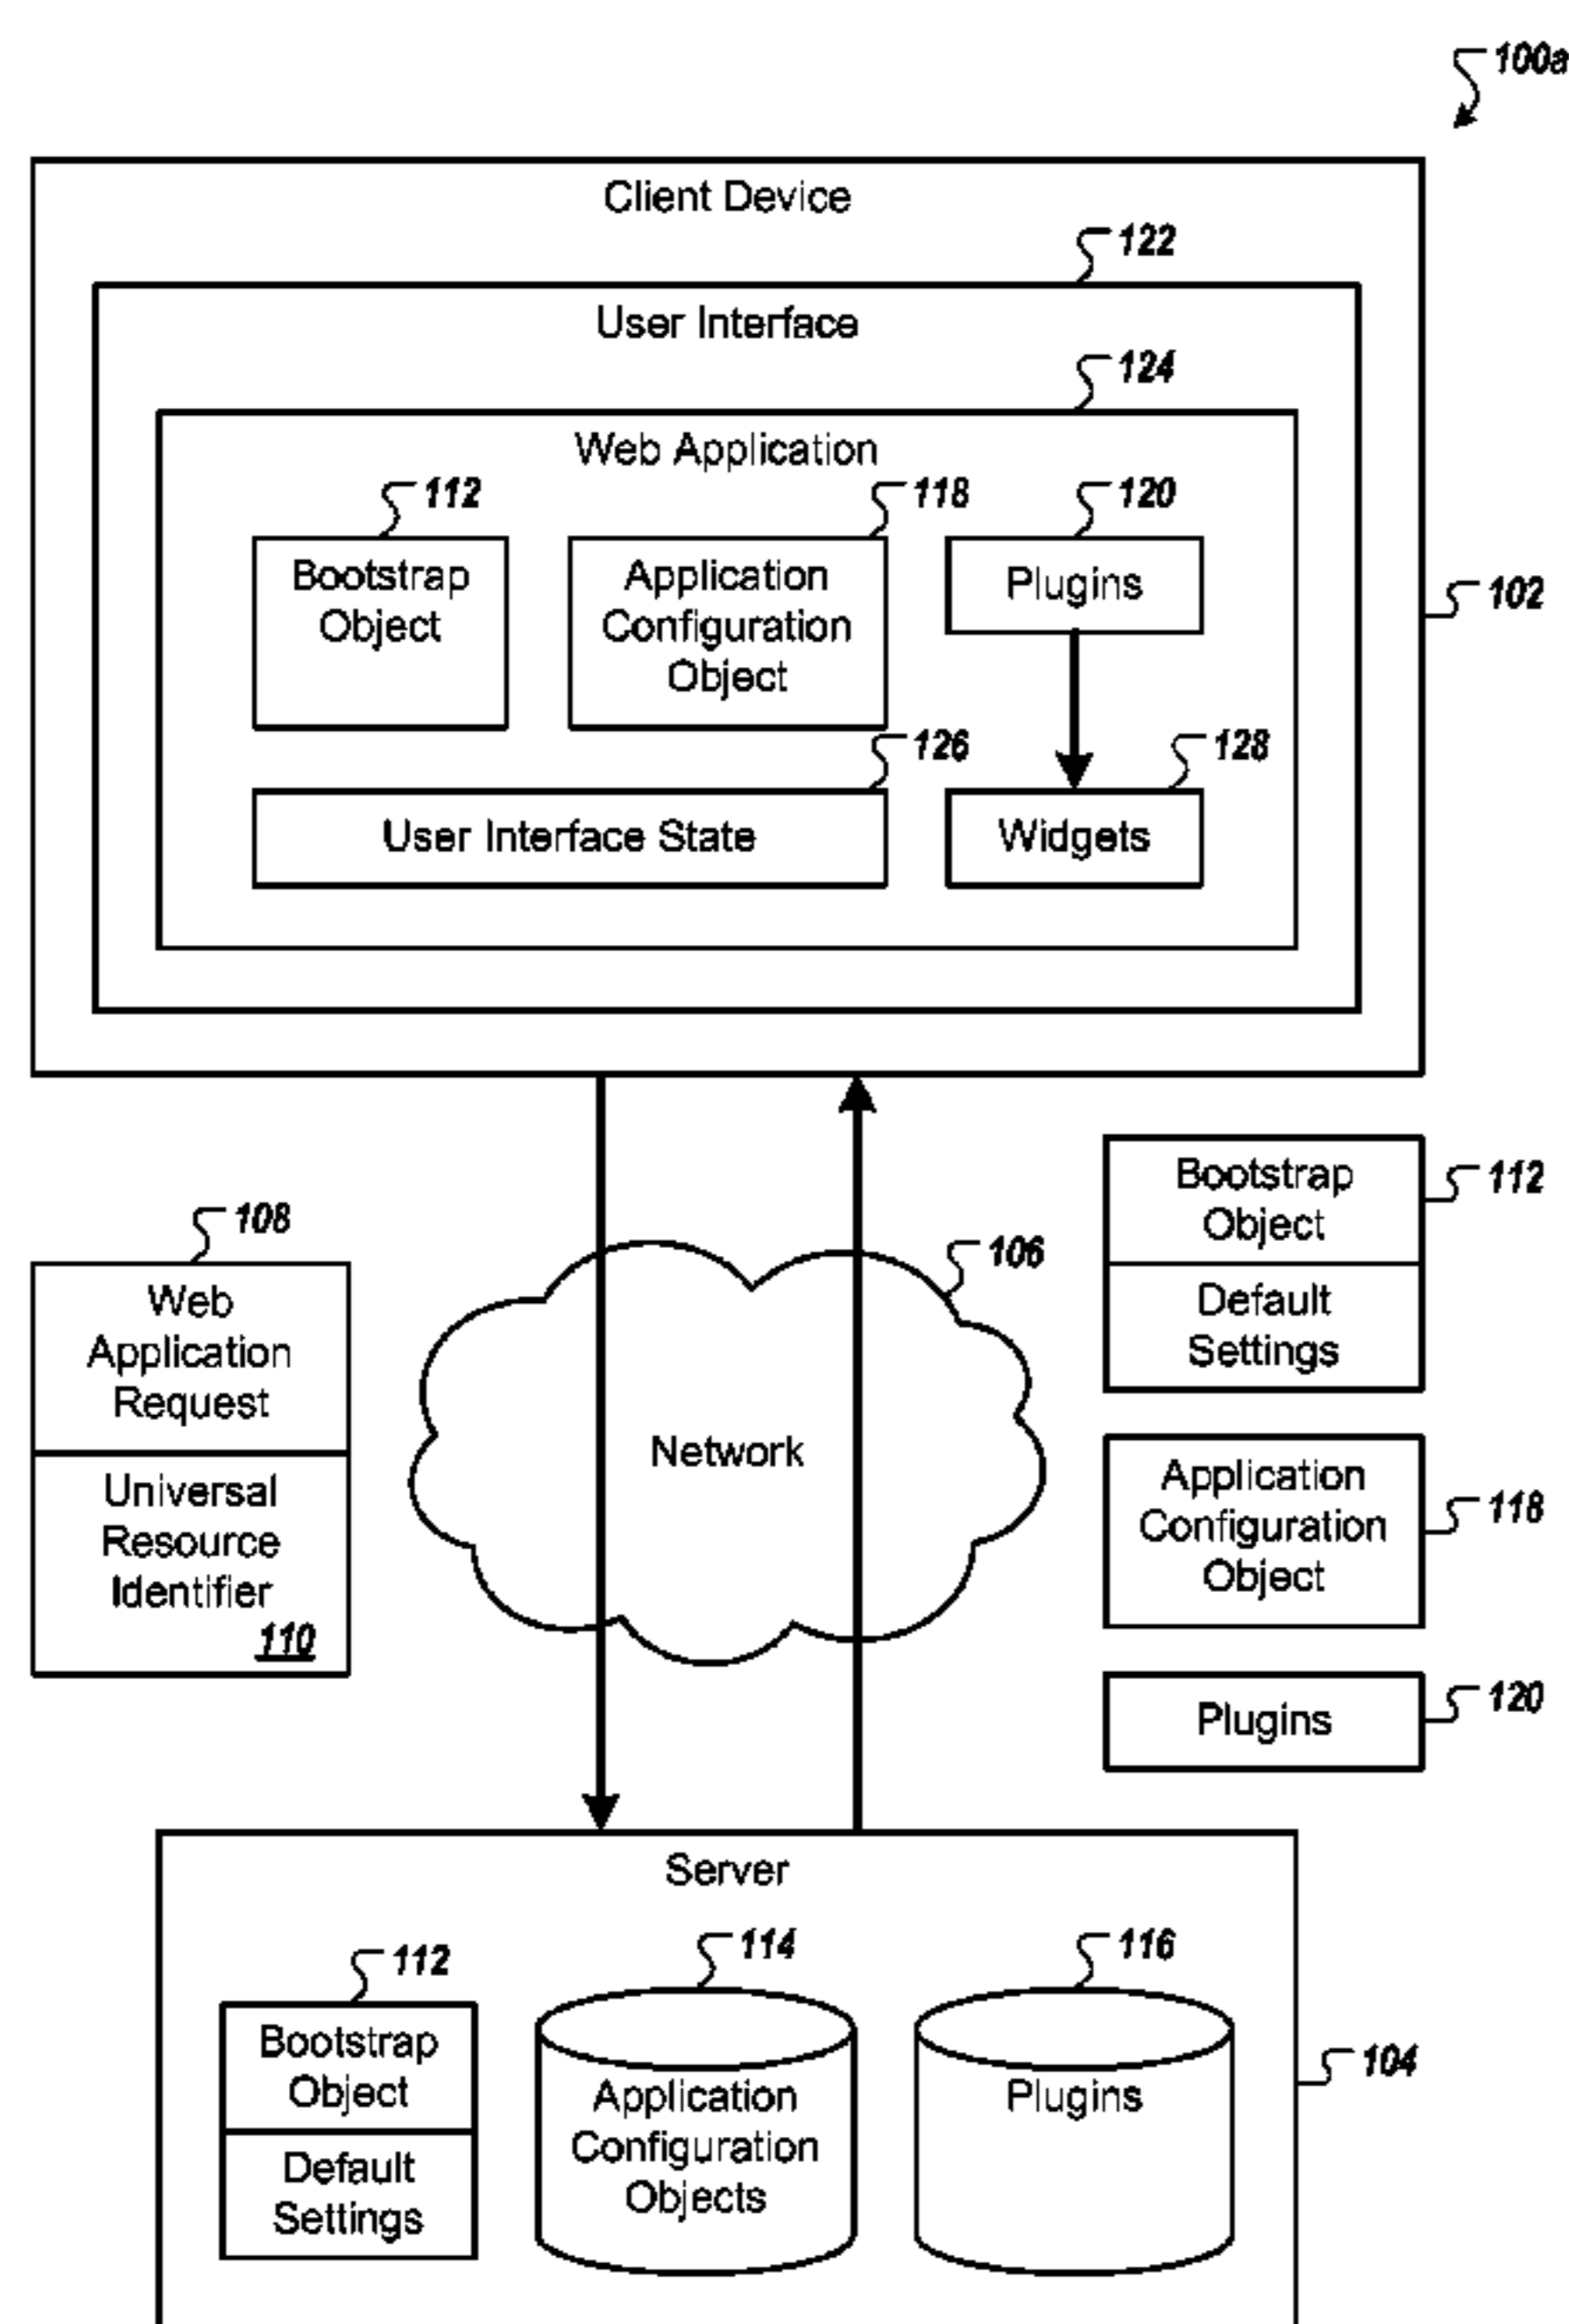 100a
Client Device
122
User Interface
124
Web Application
112
118
120
Bootstrap
Object
Application
Configuration
Object
Plugins
102
126
128
User Interface State
Widgets
108
Web
Application
Request
Universal
Resource
Identifier
110
106
Network
Bootstrap
Object
112
Default
Settings
Application
Configuration
Object
118
Plugins
120
Server
112
114
116
Bootstrap
Object
Default
Settings
Application
Configuration
Objects
Plugins
104